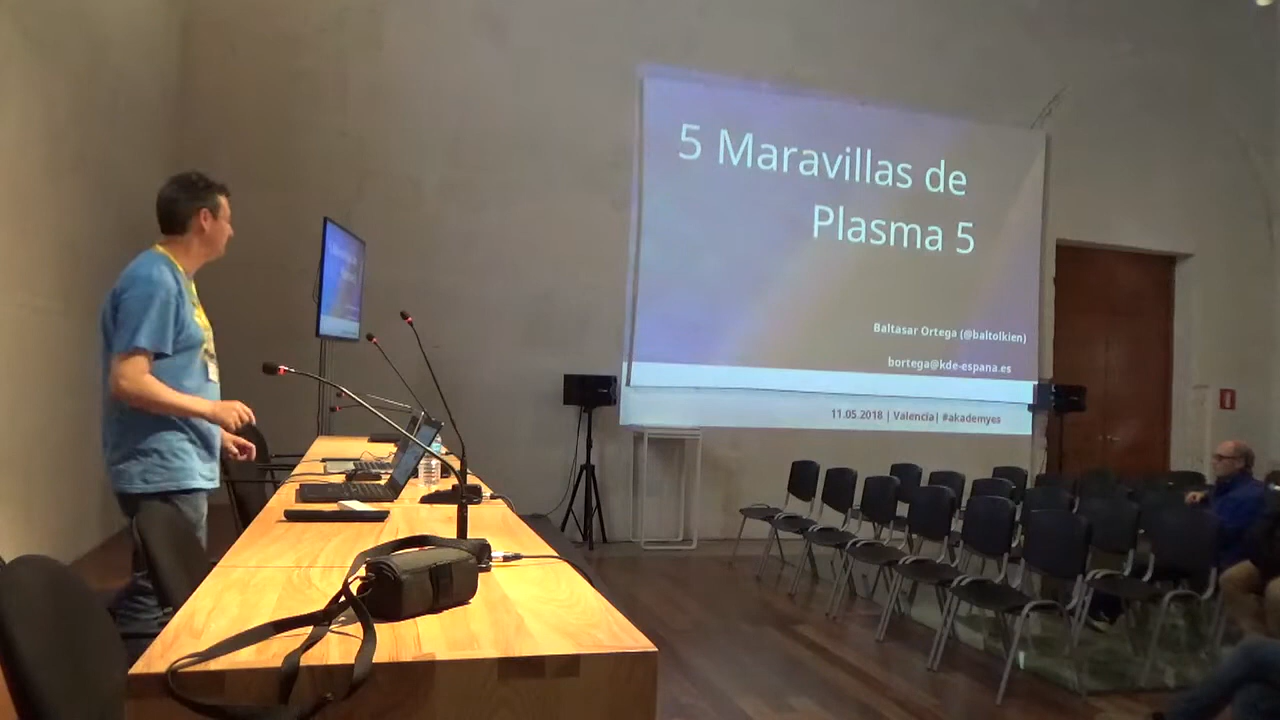 5 Maravillas de
Plasma 5
Baltasar Ortega (@baltolkien)
bortega@kde-espana.es
11.05.2018 | Valencia| #akademyes